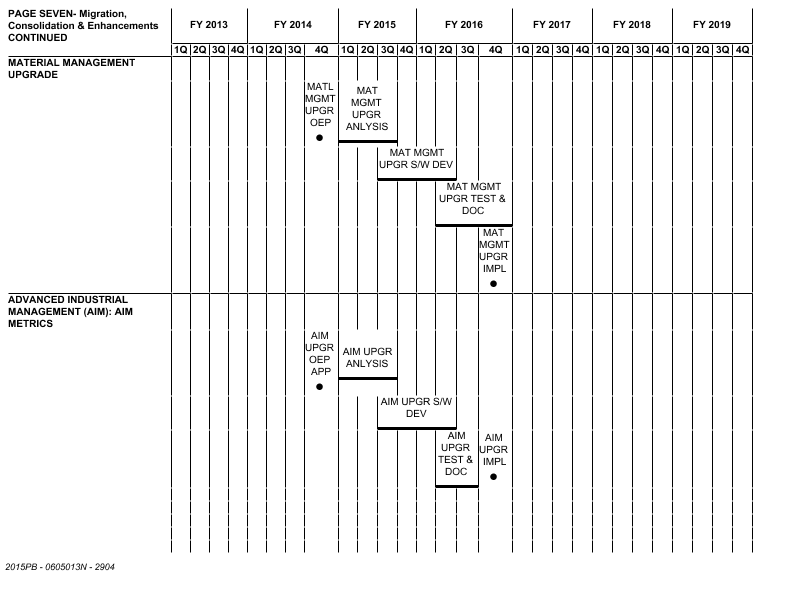 PAGE SEVEN- Migration,
Consolidation & Enhancements
CONTINUED
FY 2013 FY 2014 FY 2015 FY 2016 FY 2017 FY 2018 FY 2019
1Q 2Q 3Q 4Q 1Q 2Q 3Q 4Q 1Q 2Q 3Q 4Q 1Q 2Q 3Q 4Q 1Q 2Q 3Q 4Q 1Q 2Q 3Q 4Q 1Q 2Q 3Q 4Q
MATERIAL MANAGEMENT
UPGRADE
MATL
MGMT
UPGR
OEP
MAT
MGMT
UPGR
ANLYSIS
MAT MGMT
UPGR S/W DEV
MAT MGMT
UPGR TEST &
DOC
MAT
MGMT
UPGR
IMPL
ADVANCED INDUSTRIAL
MANAGEMENT (AIM): AIM
METRICS
AIM
UPGR
OEP
APP
AIM UPGR
ANLYSIS
AIM UPGR S/W
DEV
AIM
UPGR
TEST &
DOC
AIM
UPGR
IMPL
2015PB - 0605013N - 2904